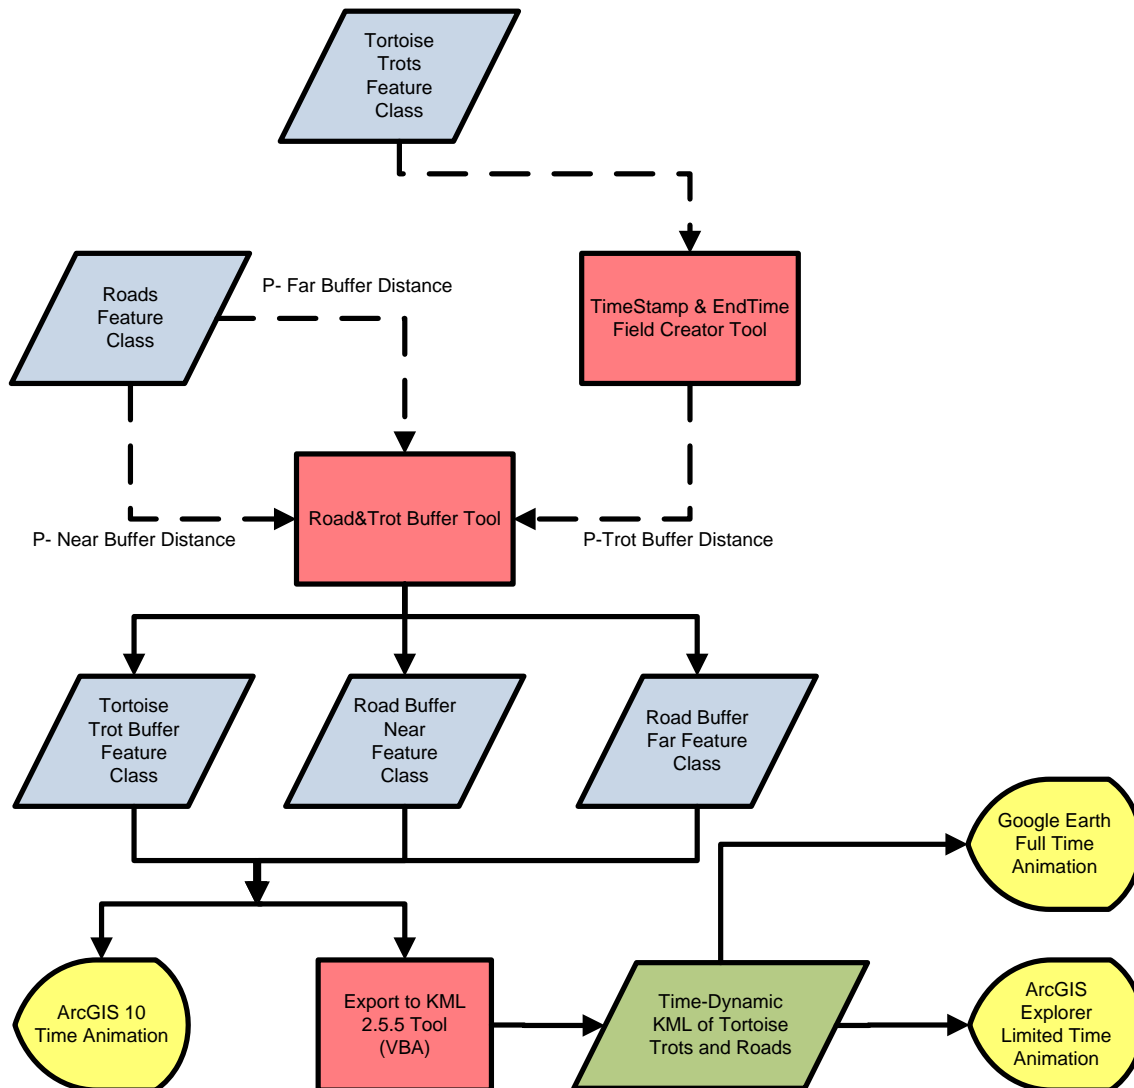 Tortoise
Trots
Feature
Class
Roads
Feature
Class
P- Far Buffer Distance
TimeStamp & EndTime
Field Creator Tool
Road&Trot Buffer Tool
P- Near Buffer Distance
P-Trot Buffer Distance
Tortoise
Trot Buffer
Feature
Class
Road Buffer
Near
Feature
Class
Road Buffer
Far Feature
Class
Google Earth
Full Time
Animation
ArcGIS 10
Time Animation
Export to KML
2.5.5 Tool
(VBA)
Time-Dynamic
KML of Tortoise
Trots and Roads
ArcGIS
Explorer
Limited Time
Animation